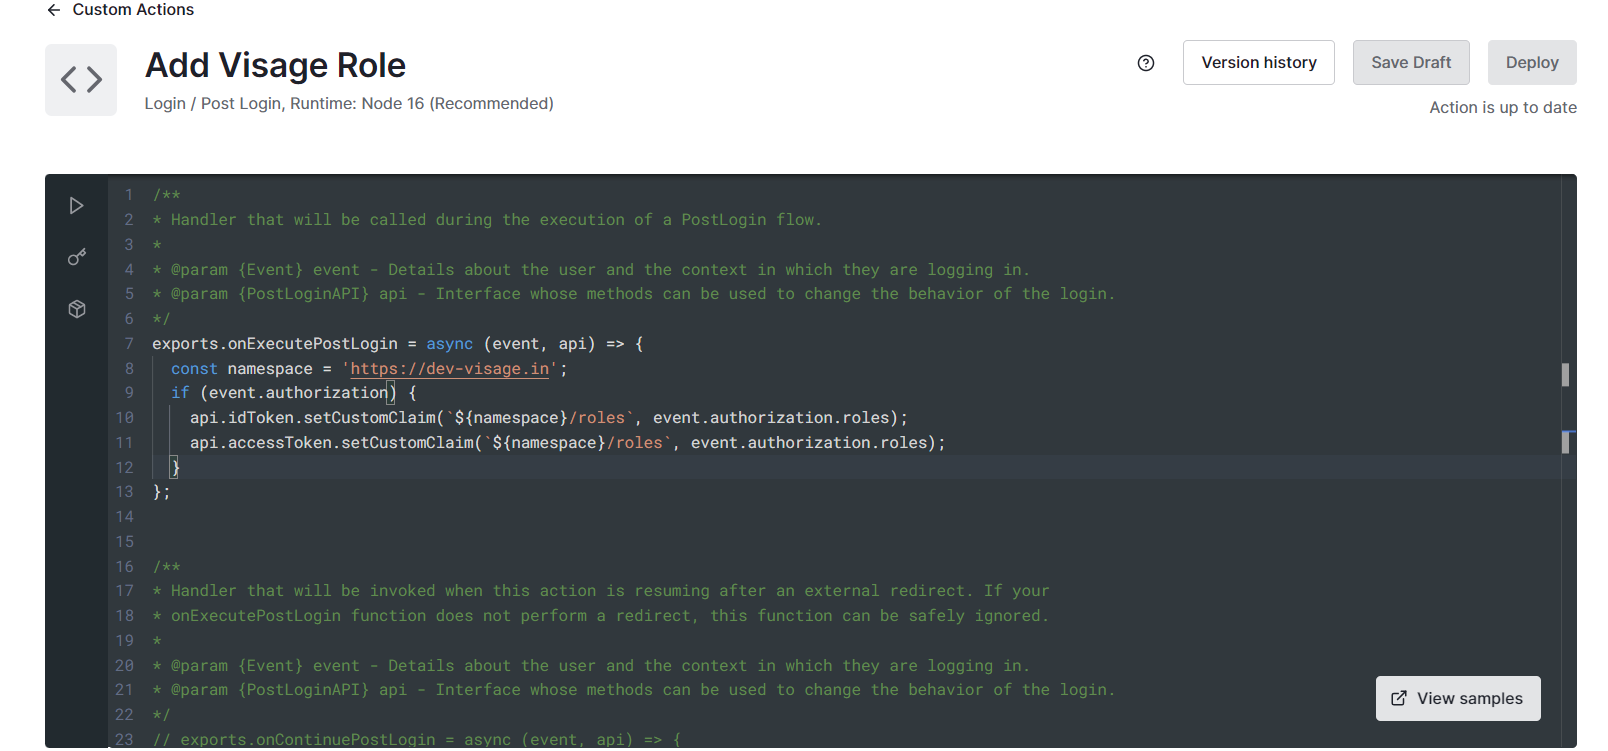 ← Custom Actions
Add Visage Role
Login / Post Login, Runtime: Node 16 (Recommended)
Version history
Save Draft
Deploy
Action is up to date
1 /**
2 * Handler that will be called during the execution of a PostLogin flow.
3 *
4 * @param {Event} event - Details about the user and the context in which they are logging in.
5 * @param {PostLoginAPI} api - Interface whose methods can be used to change the behavior of the login.
6 */
7 exports.onExecutePostLogin = async (event, api) => {
8   const namespace = 'https://dev-visage.in';
9   if (event.authorization) {
10     api.idToken.setCustomClaim(`${namespace}/roles`, event.authorization.roles);
11     api.accessToken.setCustomClaim(`${namespace}/roles`, event.authorization.roles);
12   }
13 };
14
15
16 /**
17 * Handler that will be invoked when this action is resuming after an external redirect. If your
18 * onExecutePostLogin function does not perform a redirect, this function can be safely ignored.
19 *
20 * @param {Event} event - Details about the user and the context in which they are logging in.
21 * @param {PostLoginAPI} api - Interface whose methods can be used to change the behavior of the login.
22 */
23 // exports.onContinuePostLogin = async (event, api) => {
View samples